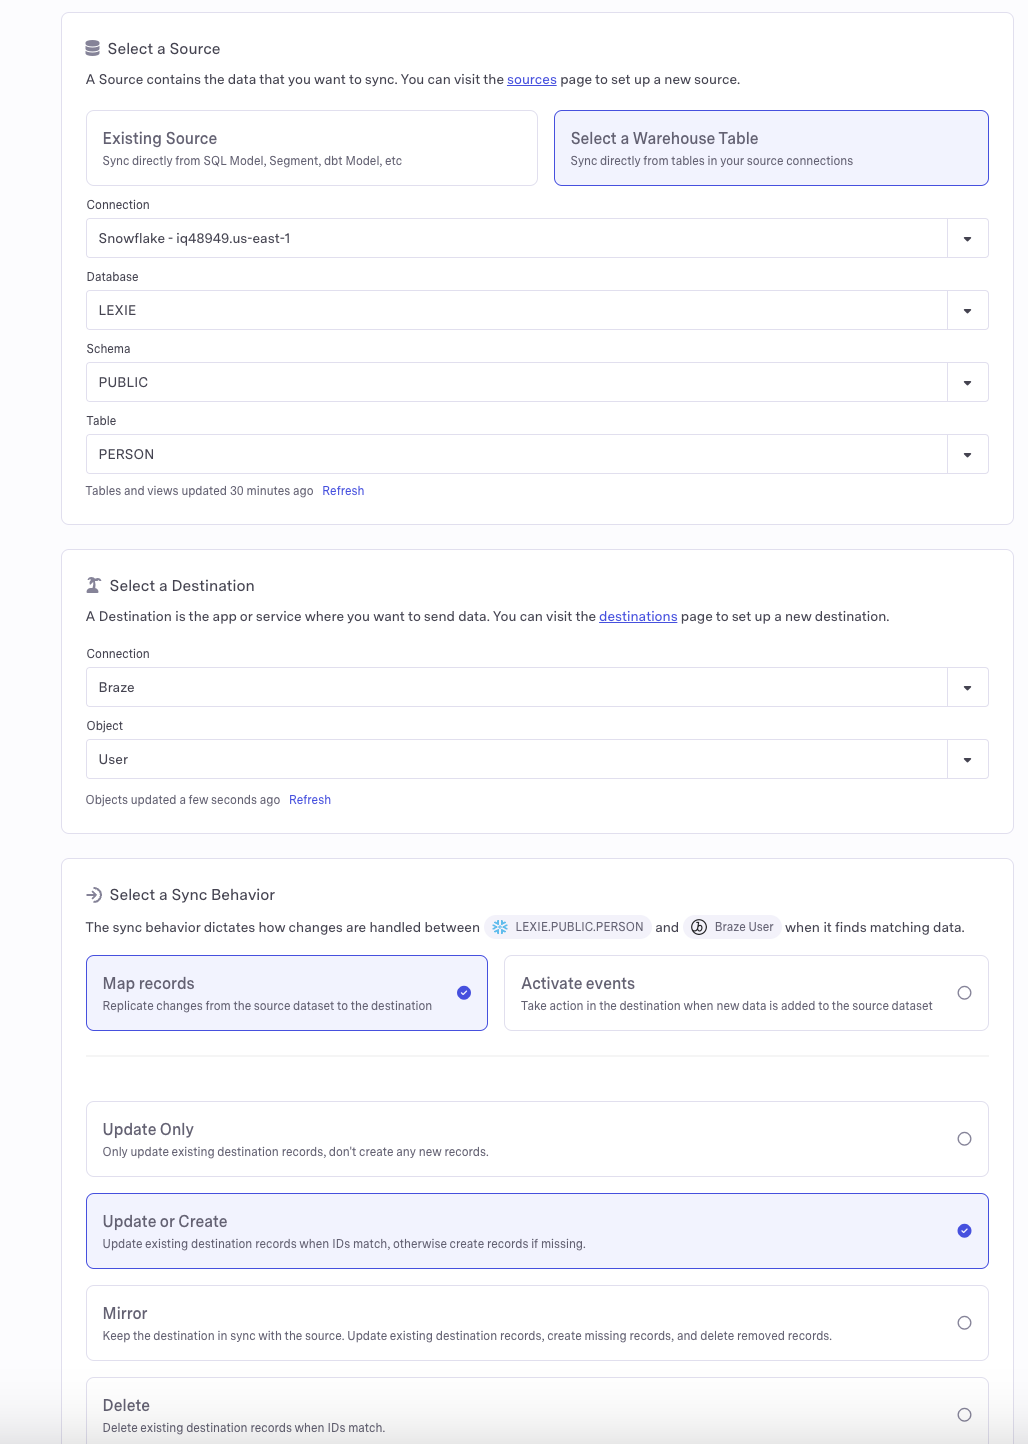 Select a Source
A Source contains the data that you want to sync. You can visit the sources page to set up a new source.
Existing Source
Sync directly from SQL Model, Segment, dbt Model, etc
Select a Warehouse Table
Sync directly from tables in your source connections
Connection
Snowflake - iq48949.us-east-1
Database
LEXIE
Schema
PUBLIC
Table
PERSON
Tables and views updated 30 minutes ago Refresh
Select a Destination
A Destination is the app or service where you want to send data. You can visit the destinations page to set up a new destination.
Connection
Braze
Object
User
Objects updated a few seconds ago Refresh
Select a Sync Behavior
The sync behavior dictates how changes are handled between LEXIE.PUBLIC.PERSON and Braze User when it finds matching data.
Map records
Replicate changes from the source dataset to the destination
Activate events
Take action in the destination when new data is added to the source dataset
Update Only
Only update existing destination records, don't create any new records.
Update or Create
Update existing destination records when IDs match, otherwise create records if missing.
Mirror
Keep the destination in sync with the source. Update existing destination records, create missing records, and delete removed records.
Delete
Delete existing destination records when IDs match.